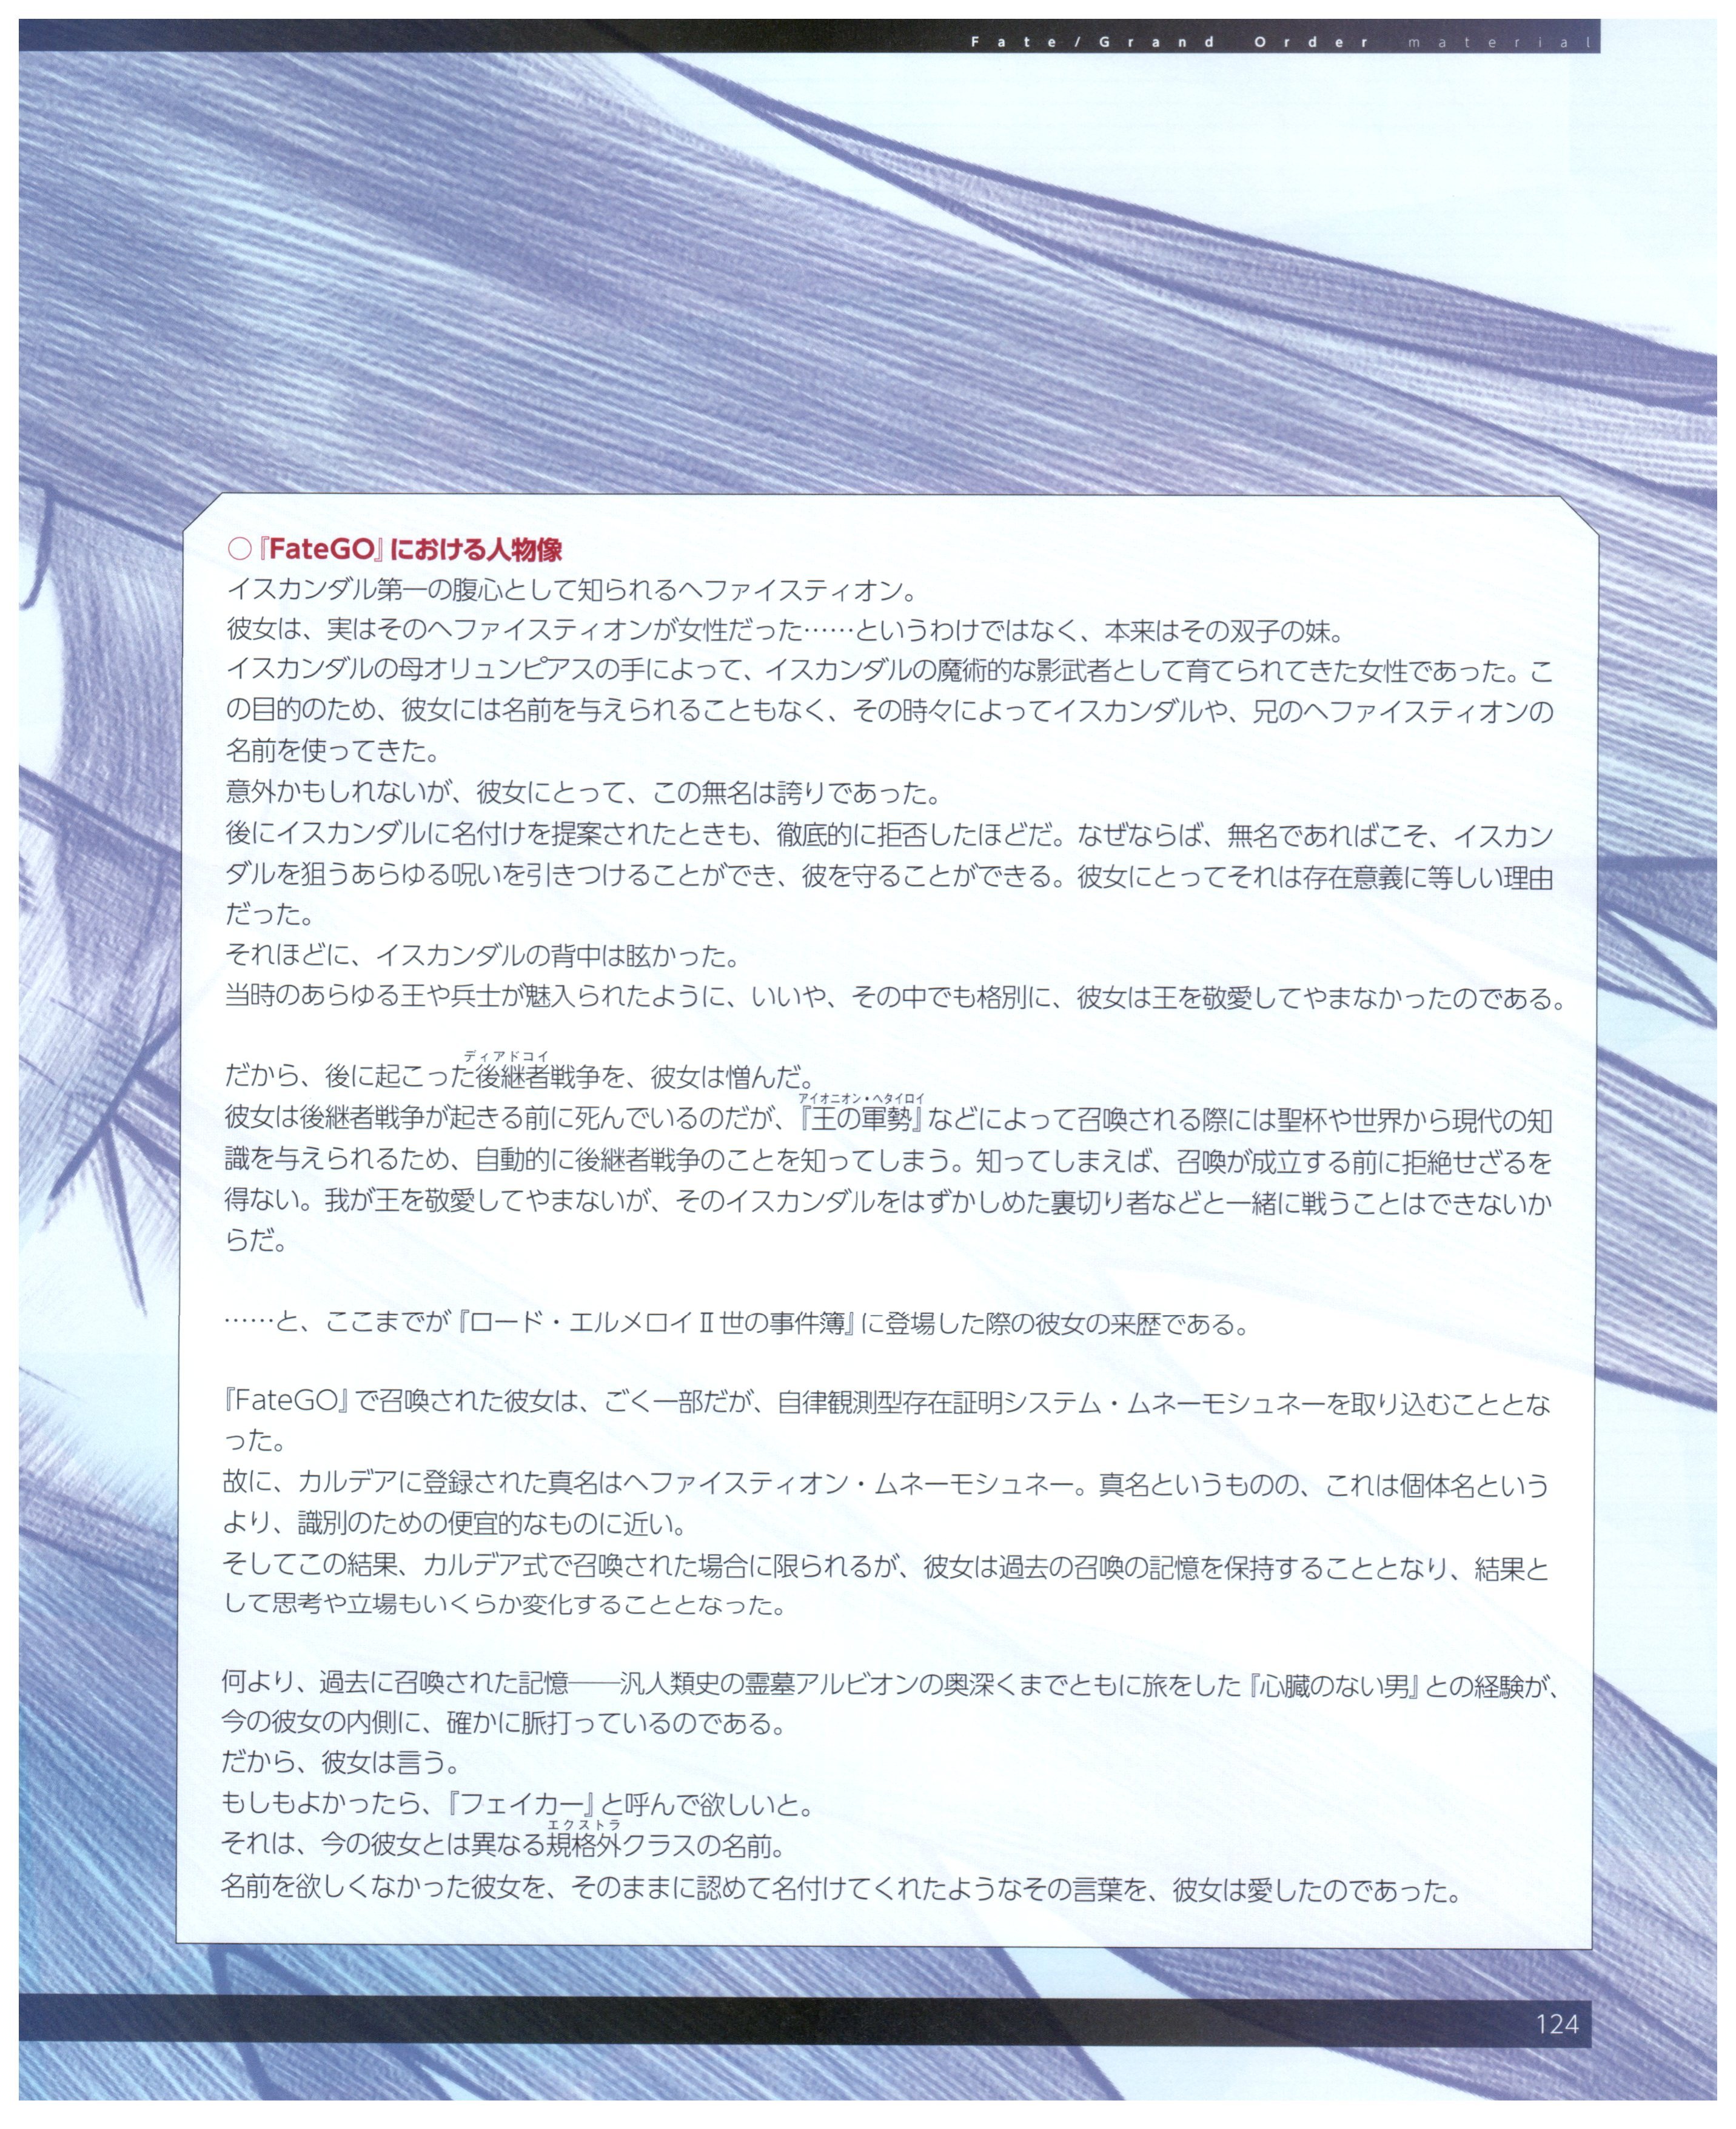 Fate/Grand Order material
○『FateGO』における人物像
イスカンダル第一の腹心として知られるヘファイスティオン。
彼女は、実はそのヘファイスティオンが女性だった……というわけではなく、本来はその双子の妹。
イスカンダルの母オリュンピアスの手によって、イスカンダルの魔術的な影武者として育てられてきた女性であった。こ
の目的のため、彼女には名前を与えられることもなく、その時々によってイスカンダルや、兄のヘファイスティオンの
名前を使ってきた。
意外かもしれないが、彼女にとって、この無名は誇りであった。
後にイスカンダルに名付けを提案されたときも、徹底的に拒否したほどだ。なぜならば、無名であればこそ、イスカン
ダルを狙うあらゆる呪いを引きつけることができ、彼を守ることができる。彼女にとってそれは存在意義に等しい理由
だった。
それほどに、イスカンダルの背中は眩かった。
当時のあらゆる王や兵士が魅入られたように、いいや、その中でも格別に、彼女は王を敬愛してやまなかったのである。
ディアドコイ
だから、後に起こった後継者戦争を、彼女は憎んだ。
アイオニオン・ヘタイロイ
彼女は後継者戦争が起きる前に死んでいるのだが、『王の軍勢』などによって召喚される際には聖杯や世界から現代の知
識を与えられるため、自動的に後継者戦争のことを知ってしまう。知ってしまえば、召喚が成立する前に拒絶せざるを
得ない。我が王を敬愛してやまないが、そのイスカンダルをはずかしめた裏切り者などと一緒に戦うことはできないか
らだ。
……と、ここまでが『ロード・エルメロイⅡ世の事件簿』に登場した際の彼女の来歴である。
『FateGO』で召喚された彼女は、ごく一部だが、自律観測型存在証明システム・ムネーモシュネーを取り込むこととな
った。
故に、カルデアに登録された真名はヘファイスティオン・ムネーモシュネー。真名というものの、これは個体名という
より、識別のための便宜的なものに近い。
そしてこの結果、カルデア式で召喚された場合に限られるが、彼女は過去の召喚の記憶を保持することとなり、結果と
して思考や立場もいくらか変化することとなった。
何より、過去に召喚された記憶――汎人類史の霊墓アルビオンの奥深くまでともに旅をした『心臓のない男』との経験が、
今の彼女の内側に、確かに脈打っているのである。
だから、彼女は言う。
もしもよかったら、『フェイカー』と呼んで欲しいと。
エクストラ
それは、今の彼女とは異なる規格外クラスの名前。
名前を欲しくなかった彼女を、そのままに認めて名付けてくれたようなその言葉を、彼女は愛したのであった。
124